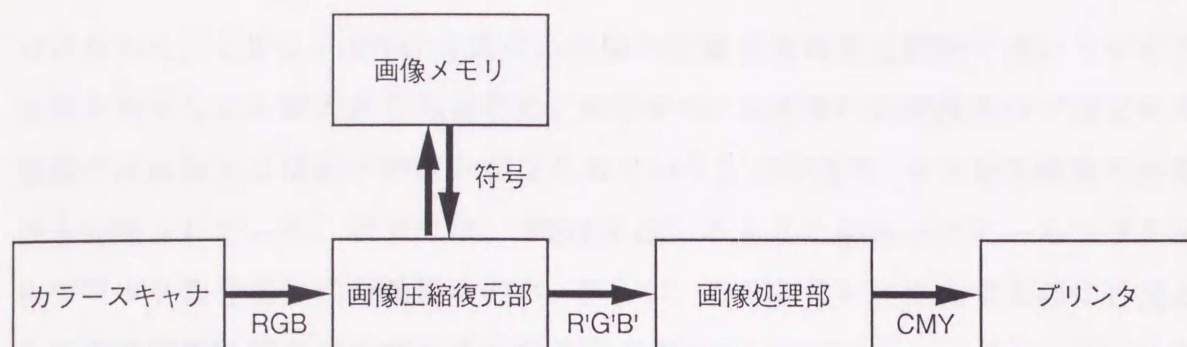 画像メモリ
符号
カラースキャナ
RGB
画像圧縮復元部
R'G'B'
画像処理部
CMY
プリンタ